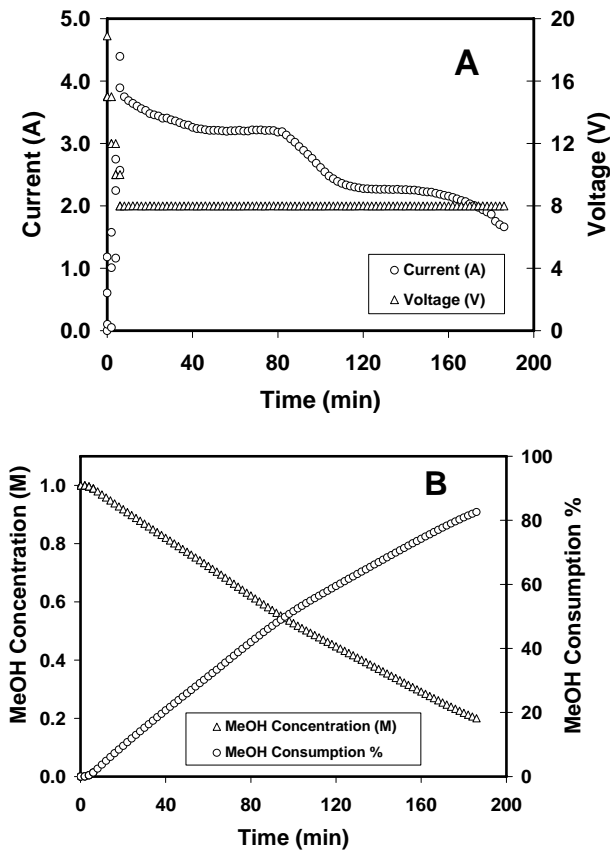 5.0 20
A
4.0 16
3.0 12
2.0 8
1.0 4
0.0 0
Current (A)
Voltage (V)
Current (A)
Voltage (V)
0 40 80 120 160 200
Time (min)
100
B
1.0
80
0.8
60
0.6
40
0.4
20
0.2
0.0 0
MeOH Concentration (M)
MeOH Consumption %
MeOH Concentration (M)
MeOH Consumption %
0 40 80 120 160 200
Time (min)